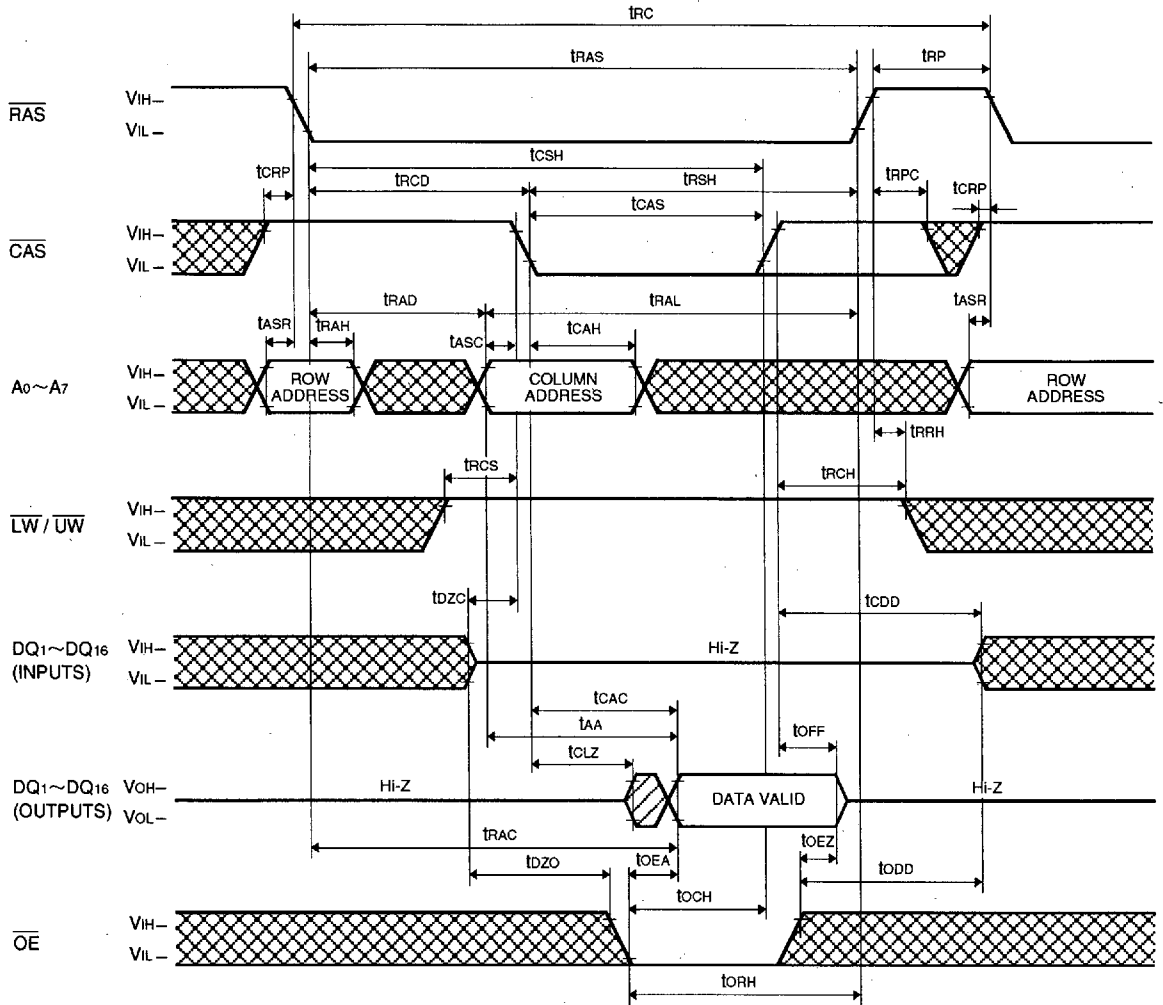 tRC
tRAS tRP
RAS VIH
VIL
tCSH
tCRP tRCD tRSH tRPC tCRP
tCAS
CAS VIH
VIL
tRAD tRAL tASR
tASR tRAH tASC tCAH
A0~A7 VIH ROW ADDRESS COLUMN ADDRESS ROW ADDRESS
VIL
tRRH
tRCS tRCH
LW / UW VIH
VIL
tDZC tCDD
DQ1~DQ16 (INPUTS) VIH Hi-Z
VIL
tCAC
tAA tOFF
tCLZ
DQ1~DQ16 (OUTPUTS) VOH Hi-Z DATA VALID Hi-Z
VOL
tRAC tOEA tOEZ
tDZO tOCH tODD
OE VIH
VIL
tORH